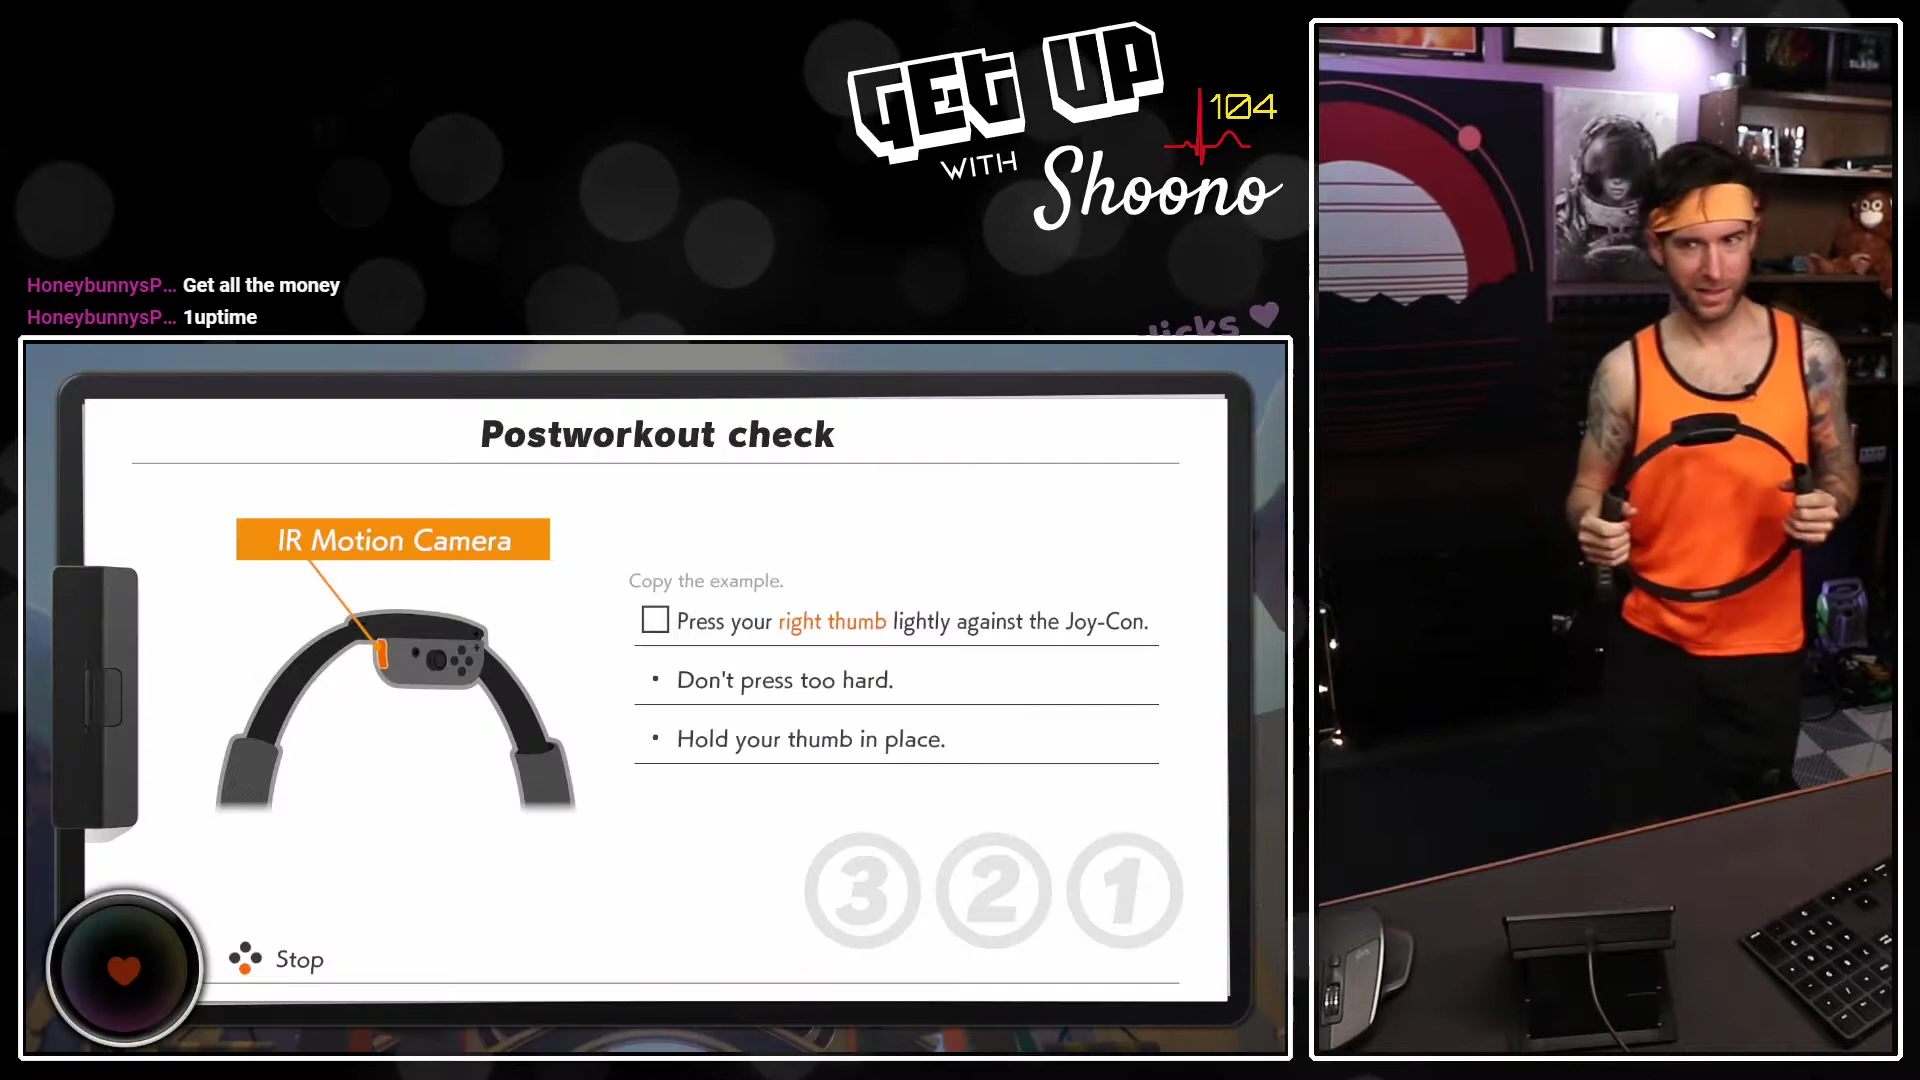 GET UP
104
WITH Shoono
HoneybunnysP... Get all the money
HoneybunnysP... 1uptime
Postworkout check
IR Motion Camera
Copy the example.
Press your right thumb lightly against the Joy-Con.
• Don't press too hard.
• Hold your thumb in place.
3 2 1
Stop